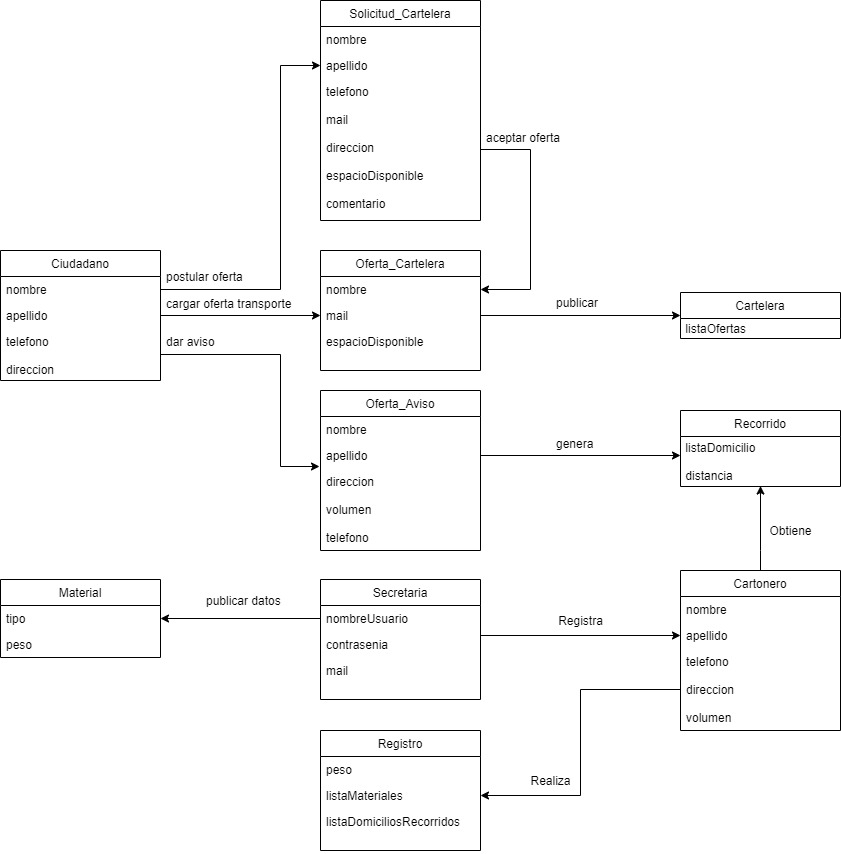 Solicitud_Cartelera
nombre
apellido
telefono
mail
direccion
espacioDisponible
comentario
aceptar oferta
Ciudadano
nombre
apellido
telefono
direccion
postular oferta
cargar oferta transporte
dar aviso
Oferta_Cartelera
nombre
mail
espacioDisponible
publicar
Cartelera
listaOfertas
Oferta_Aviso
nombre
apellido
direccion
volumen
telefono
genera
Recorrido
listaDomicilio
distancia
Obtiene
Material
tipo
peso
publicar datos
Secretaria
nombreUsuario
contrasenia
mail
Registra
Cartonero
nombre
apellido
telefono
direccion
volumen
Realiza
Registro
peso
listaMateriales
listaDomiciliosRecorridos